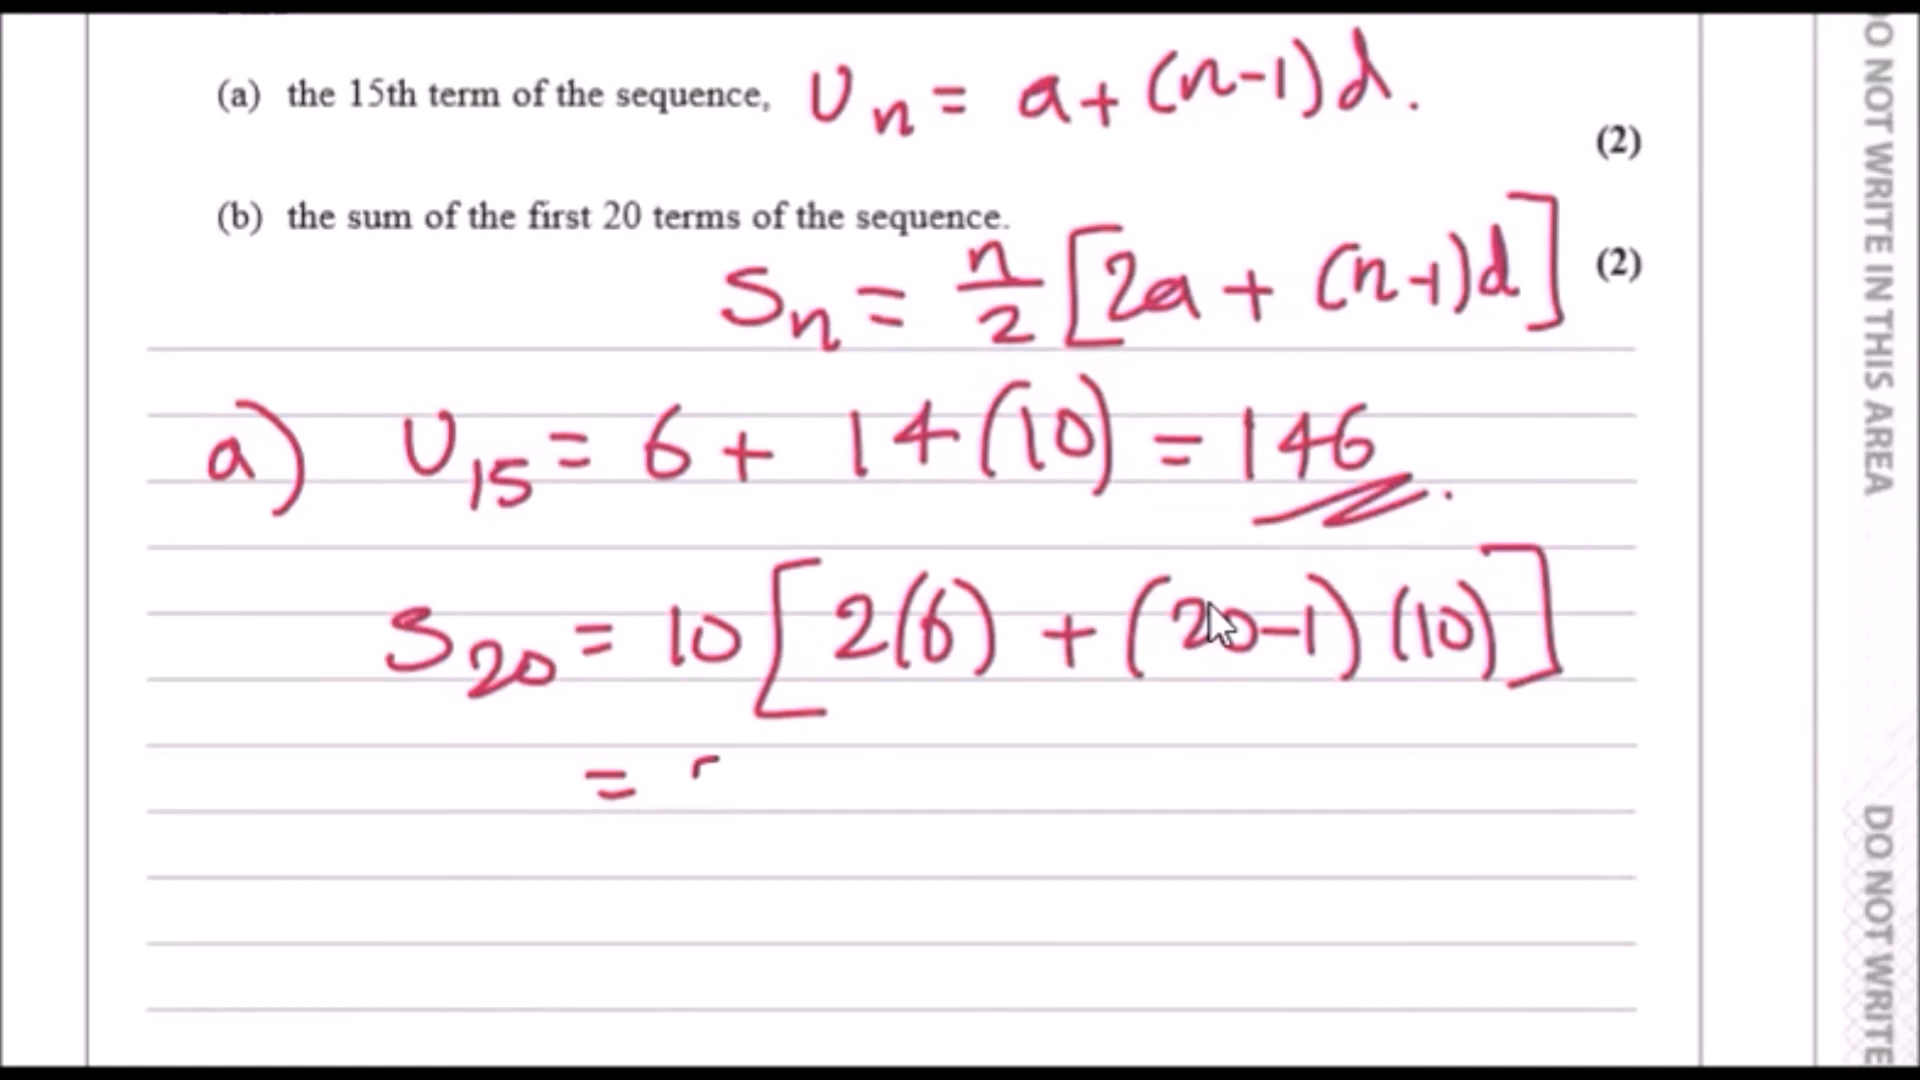 (a) the 15th term of the sequence, Un = a + (n-1)d.
(2)
(b) the sum of the first 20 terms of the sequence.
(2)
Sn = n/2 [2a + (n-1)d]
a) U15 = 6 + 14(10) = 146
S20 = 10 [2(6) + (20-1)(10)]
=
DO NOT WRITE IN THIS AREA
DO NOT WRITE